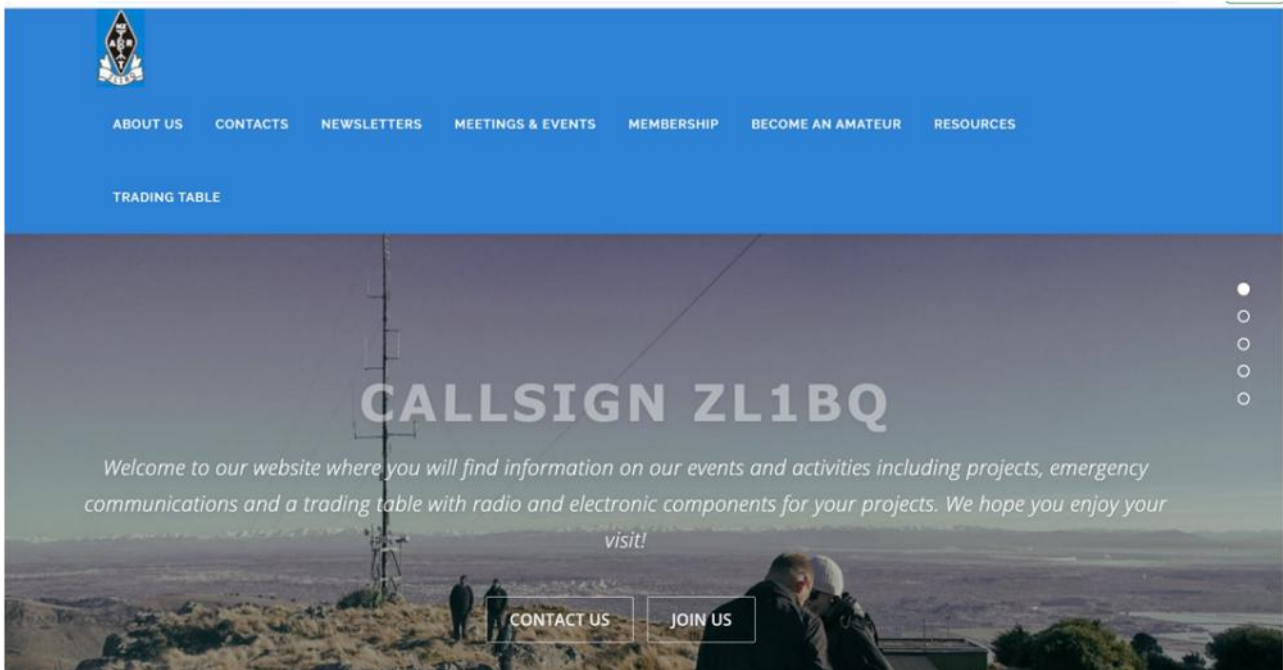 NZ
A R
T
ZL1BQ
ABOUT US CONTACTS NEWSLETTERS MEETINGS & EVENTS MEMBERSHIP BECOME AN AMATEUR RESOURCES
TRADING TABLE
CALLSIGN ZL1BQ
Welcome to our website where you will find information on our events and activities including projects, emergency
communications and a trading table with radio and electronic components for your projects. We hope you enjoy your
visit!
CONTACT US JOIN US